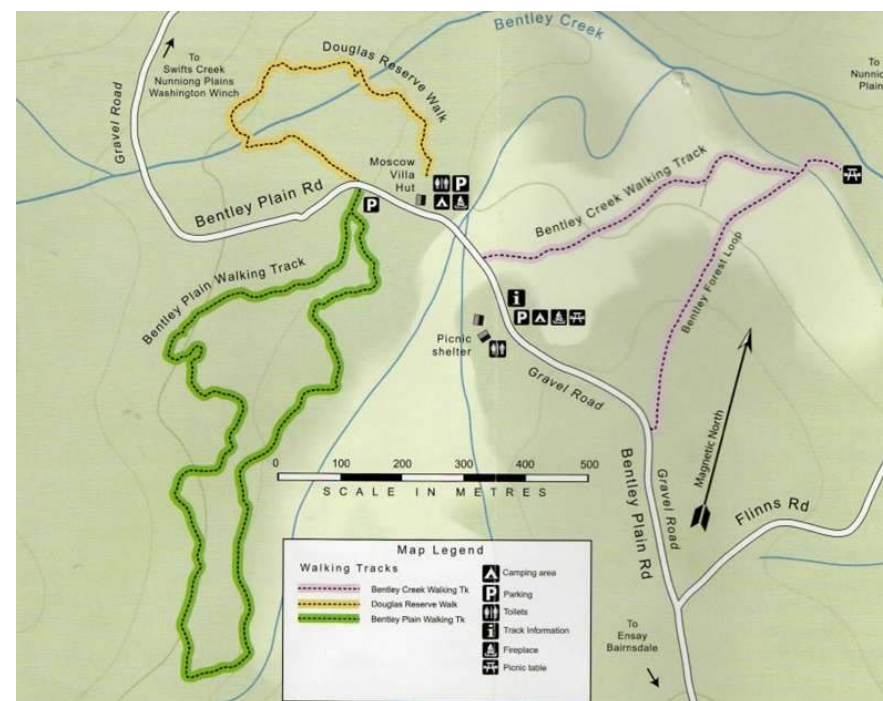 Bentley Creek
To
Swifts Creek
Nunniong Plains
Washington Winch
Gravel Road
Douglas Reserve Walk
To
Nunnio
Plain
Moscow
Villa
Hut
P
Bentley Plain Rd
P
Bentley Creek Walking Track
Bentley Plain Walking Track
Bentley Forest Loop
i
P
Picnic
shelter
Gravel Road
Magnetic North
0 100 200 300 400 500
SCALE IN METRES
Bentley Plain Rd
Gravel Road
Flinns Rd
To
Ensay
Bairnsdale
Map Legend
Walking Tracks
Bentley Creek Walking Tk
Douglas Reserve Walk
Bentley Plain Walking Tk
Camping area
P Parking
Toilets
i Track Information
Fireplace
Picnic table